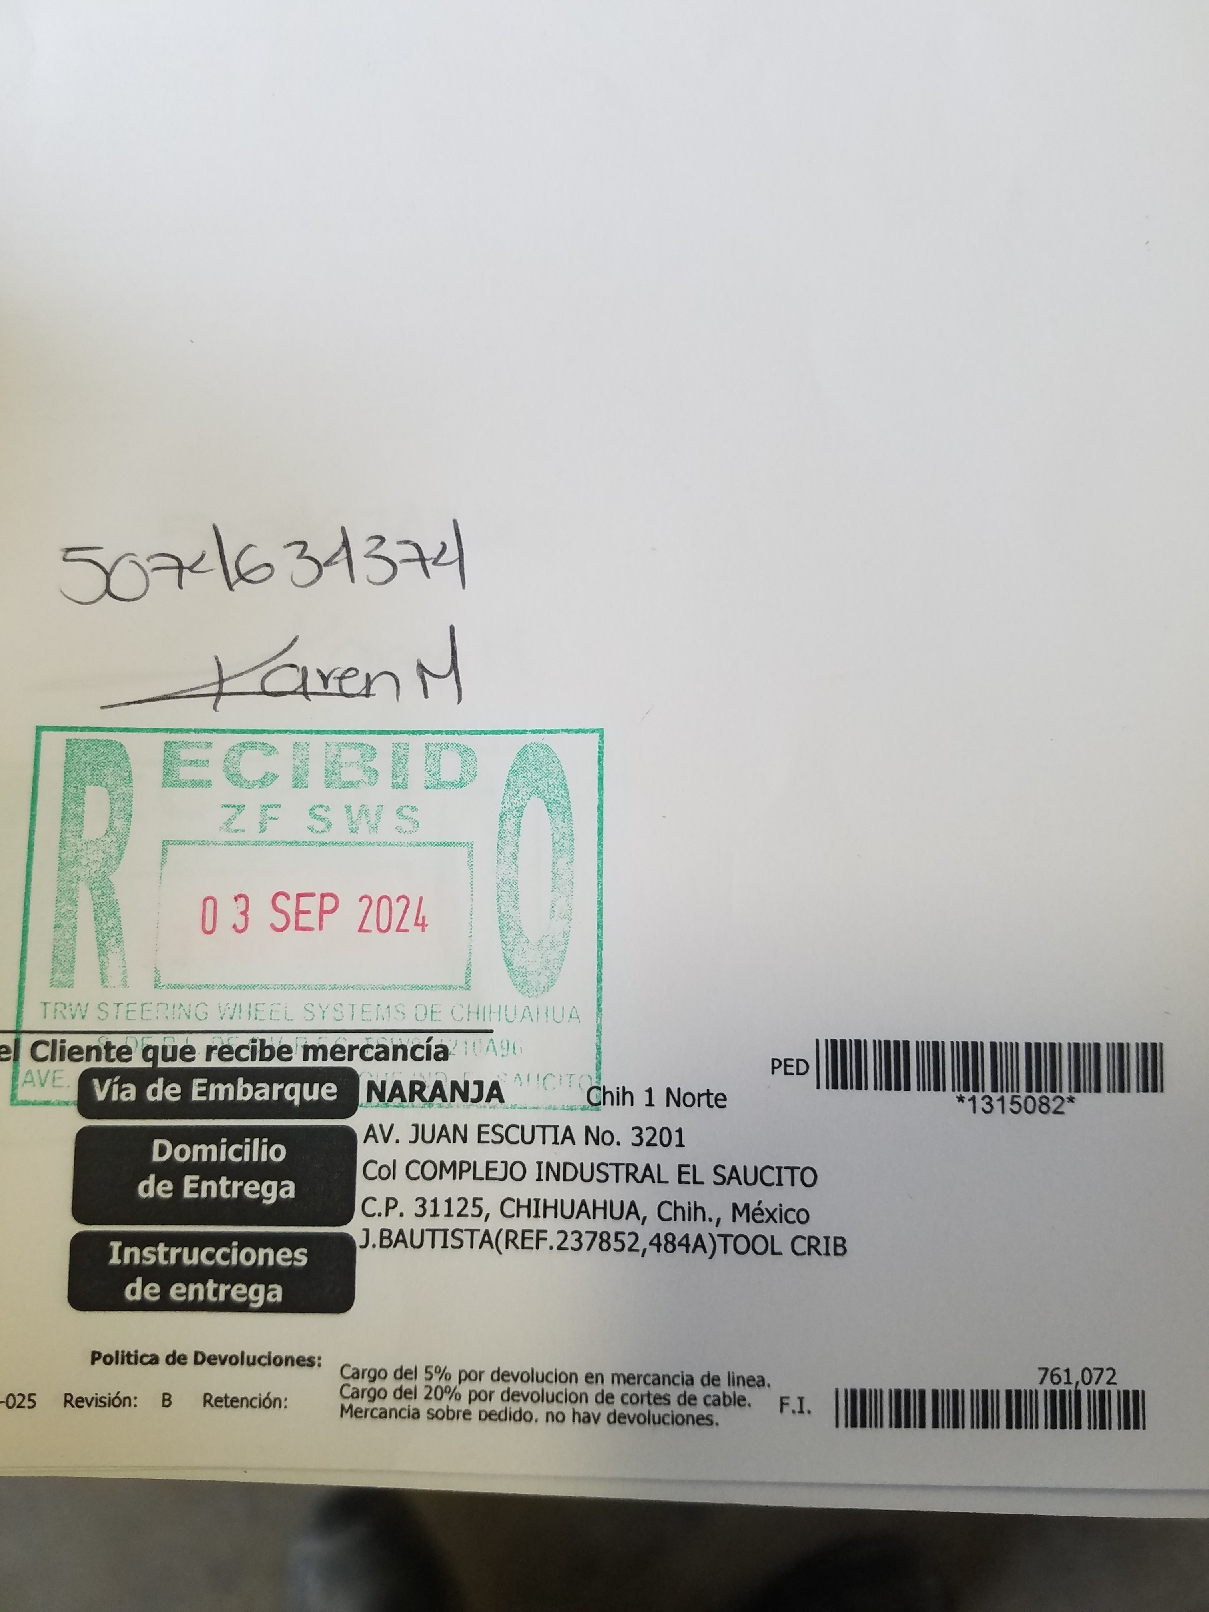 5074634374
Karen M
RECIBIDO
ZF SWS
03 SEP 2024
TRW STEERING WHEEL SYSTEMS DE CHIHUAHUA
el Cliente que recibe mercancía
AVE.
Vía de Embarque NARANJA Chih 1 Norte
PED *1315082*
Domicilio de Entrega
AV. JUAN ESCUTIA No. 3201
Col COMPLEJO INDUSTRAL EL SAUCITO
C.P. 31125, CHIHUAHUA, Chih., México
Instrucciones de entrega
J.BAUTISTA(REF.237852,484A)TOOL CRIB
Politica de Devoluciones:
Cargo del 5% por devolucion en mercancia de linea.
Cargo del 20% por devolucion de cortes de cable.
Mercancia sobre pedido, no hay devoluciones.
-025 Revisión: B Retención:
F.I. 761,072